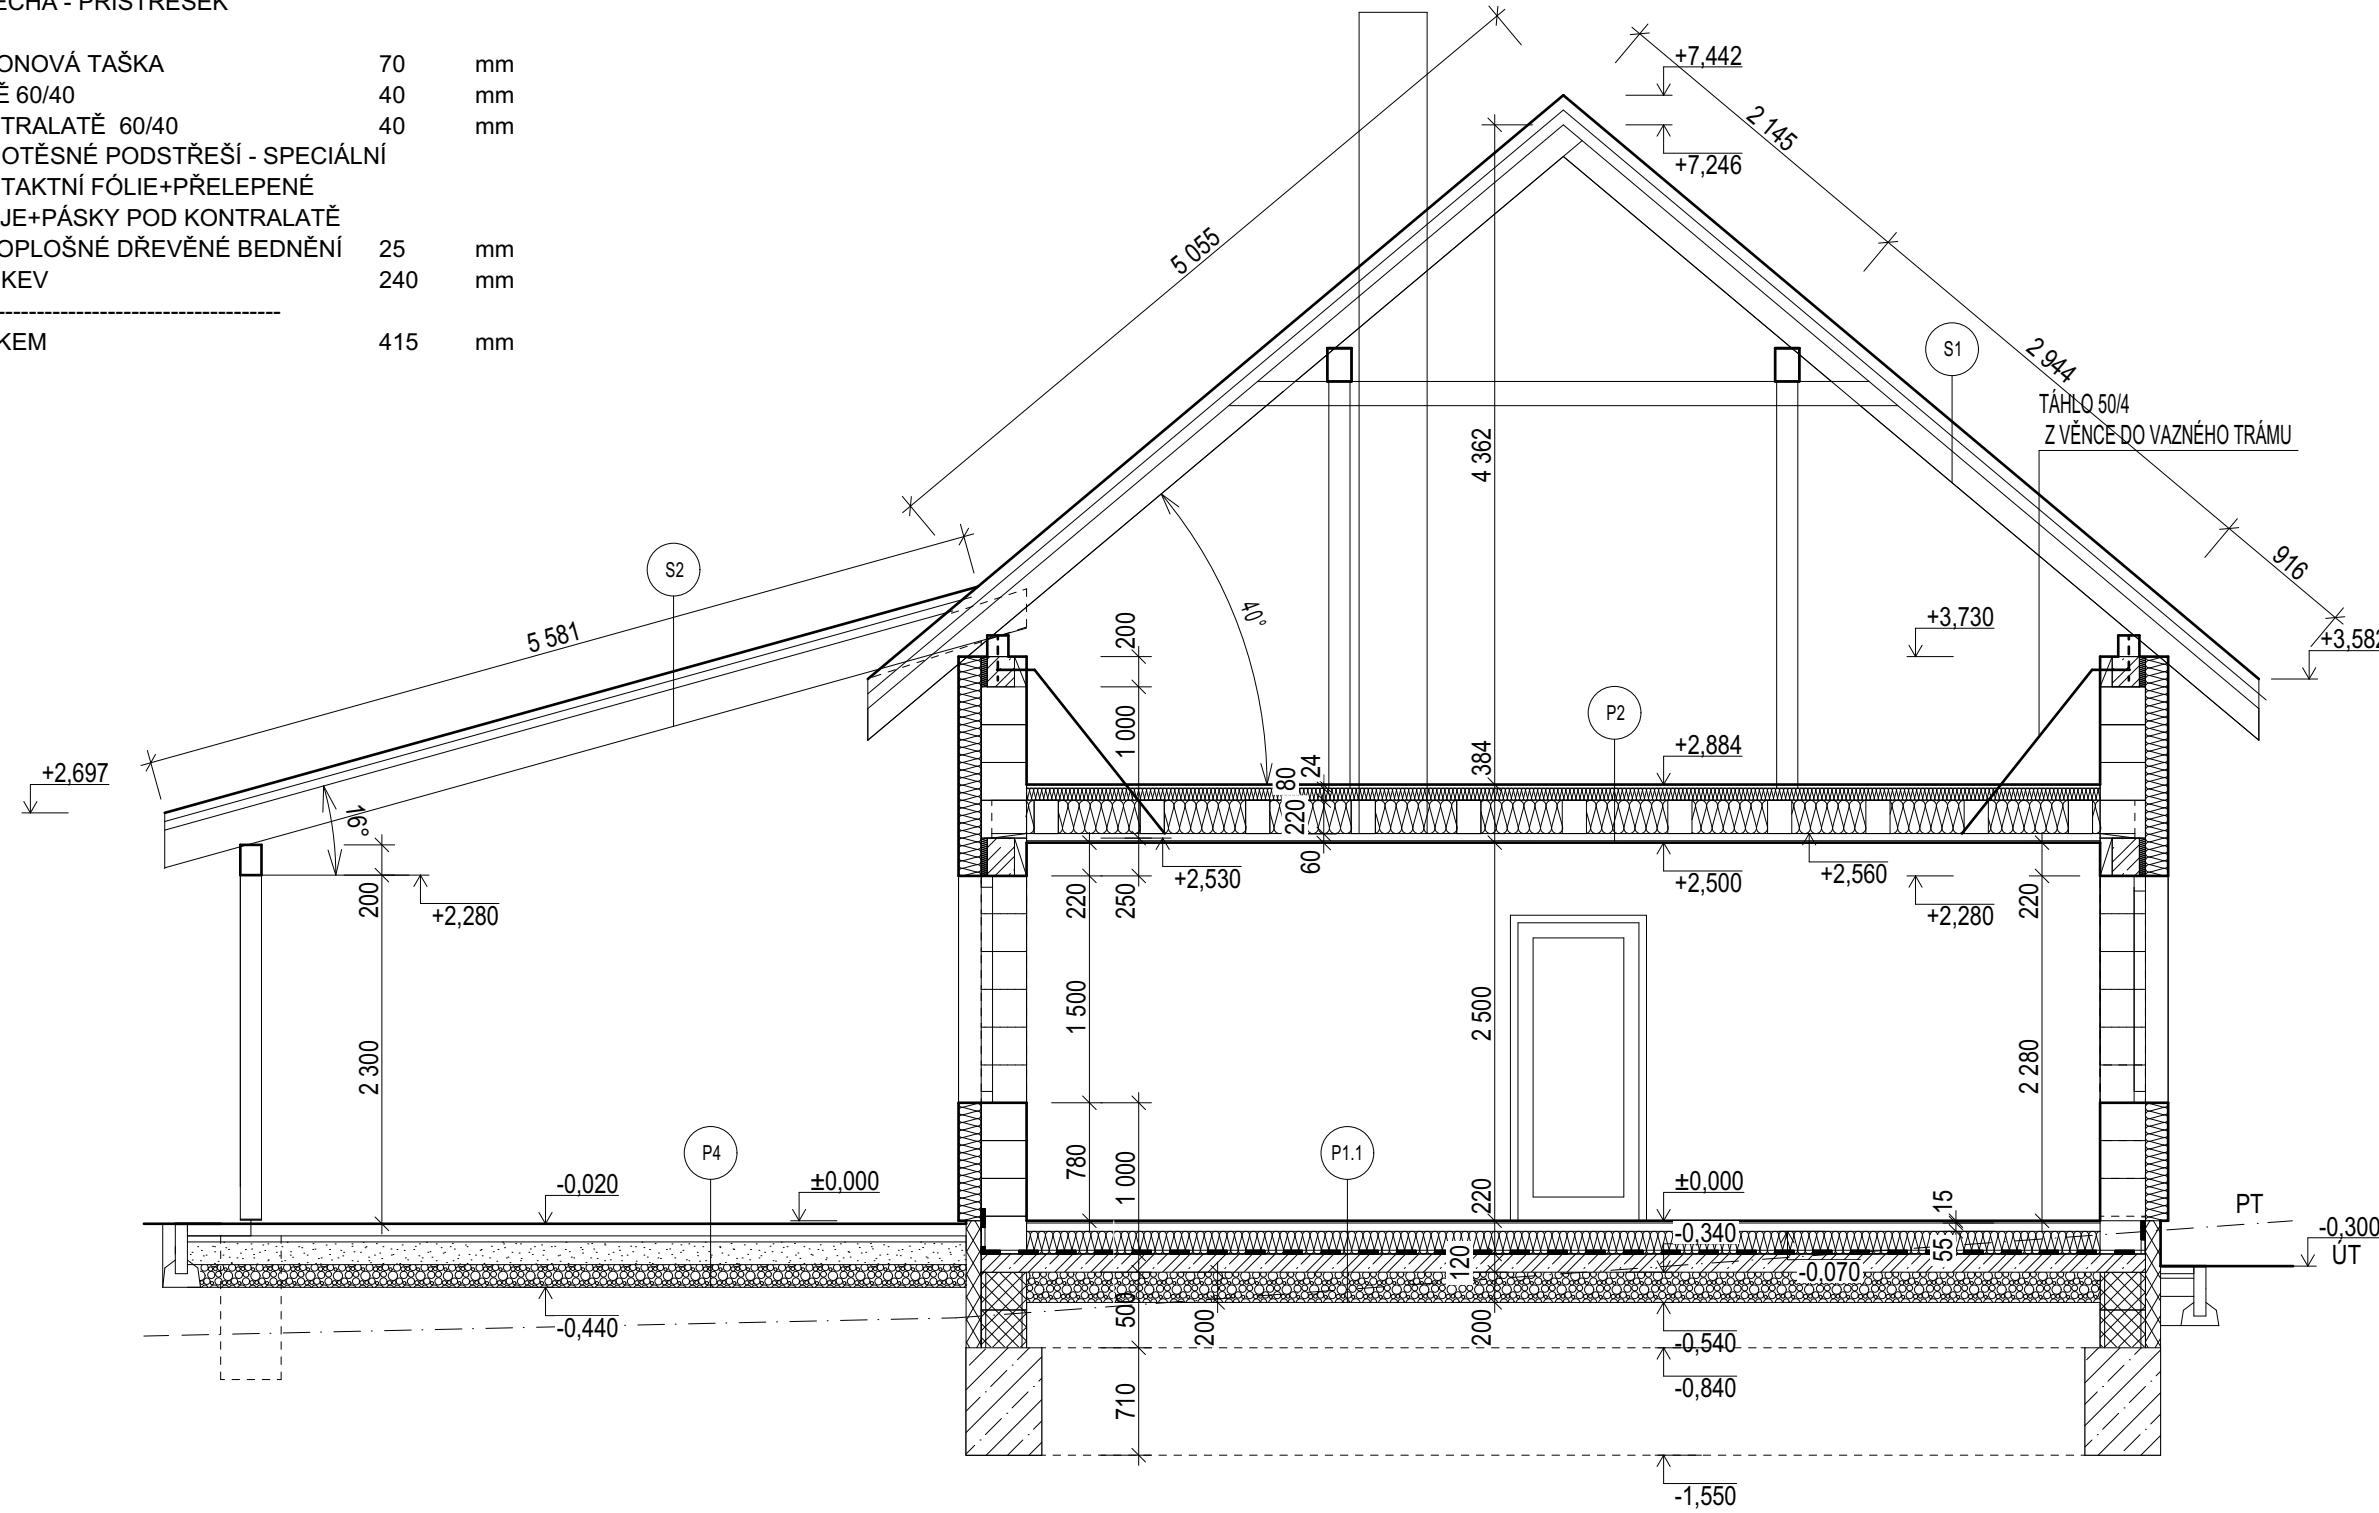 ECHA - PŘÍSTŘEŠEK
ONOVÁ TAŠKA 70 mm
Ě 60/40 40 mm
TRALATĚ 60/40 40 mm
OTĚSNÉ PODSTŘEŠÍ - SPECIÁLNÍ
TAKTNÍ FÓLIE+PŘELEPENÉ
JE+PÁSKY POD KONTRALATĚ
OPLOŠNÉ DŘEVĚNÉ BEDNĚNÍ 25 mm
KEV 240 mm
-------------------------------------
KEM 415 mm
+7,442
2 145
+7,246
5 055
S1
2 944
TÁHLO 50/4
Z VĚNCE DO VAZNÉHO TRÁMU
4 362
916
S2
40°
5 581
200
+3,730
+3,582
P2
1 000
384
+2,884
+2,697
80
24
220
16°
60
+2,530
+2,500
+2,560
200
+2,280
220
250
+2,280
220
1 500
2 500
2 300
2 280
P4
P1.1
780
1 000
-0,020
±0,000
220
±0,000
15
PT
-0,340
-0,300
ÚT
120
55
-0,070
500
200
200
-0,440
-0,540
-0,840
710
-1,550